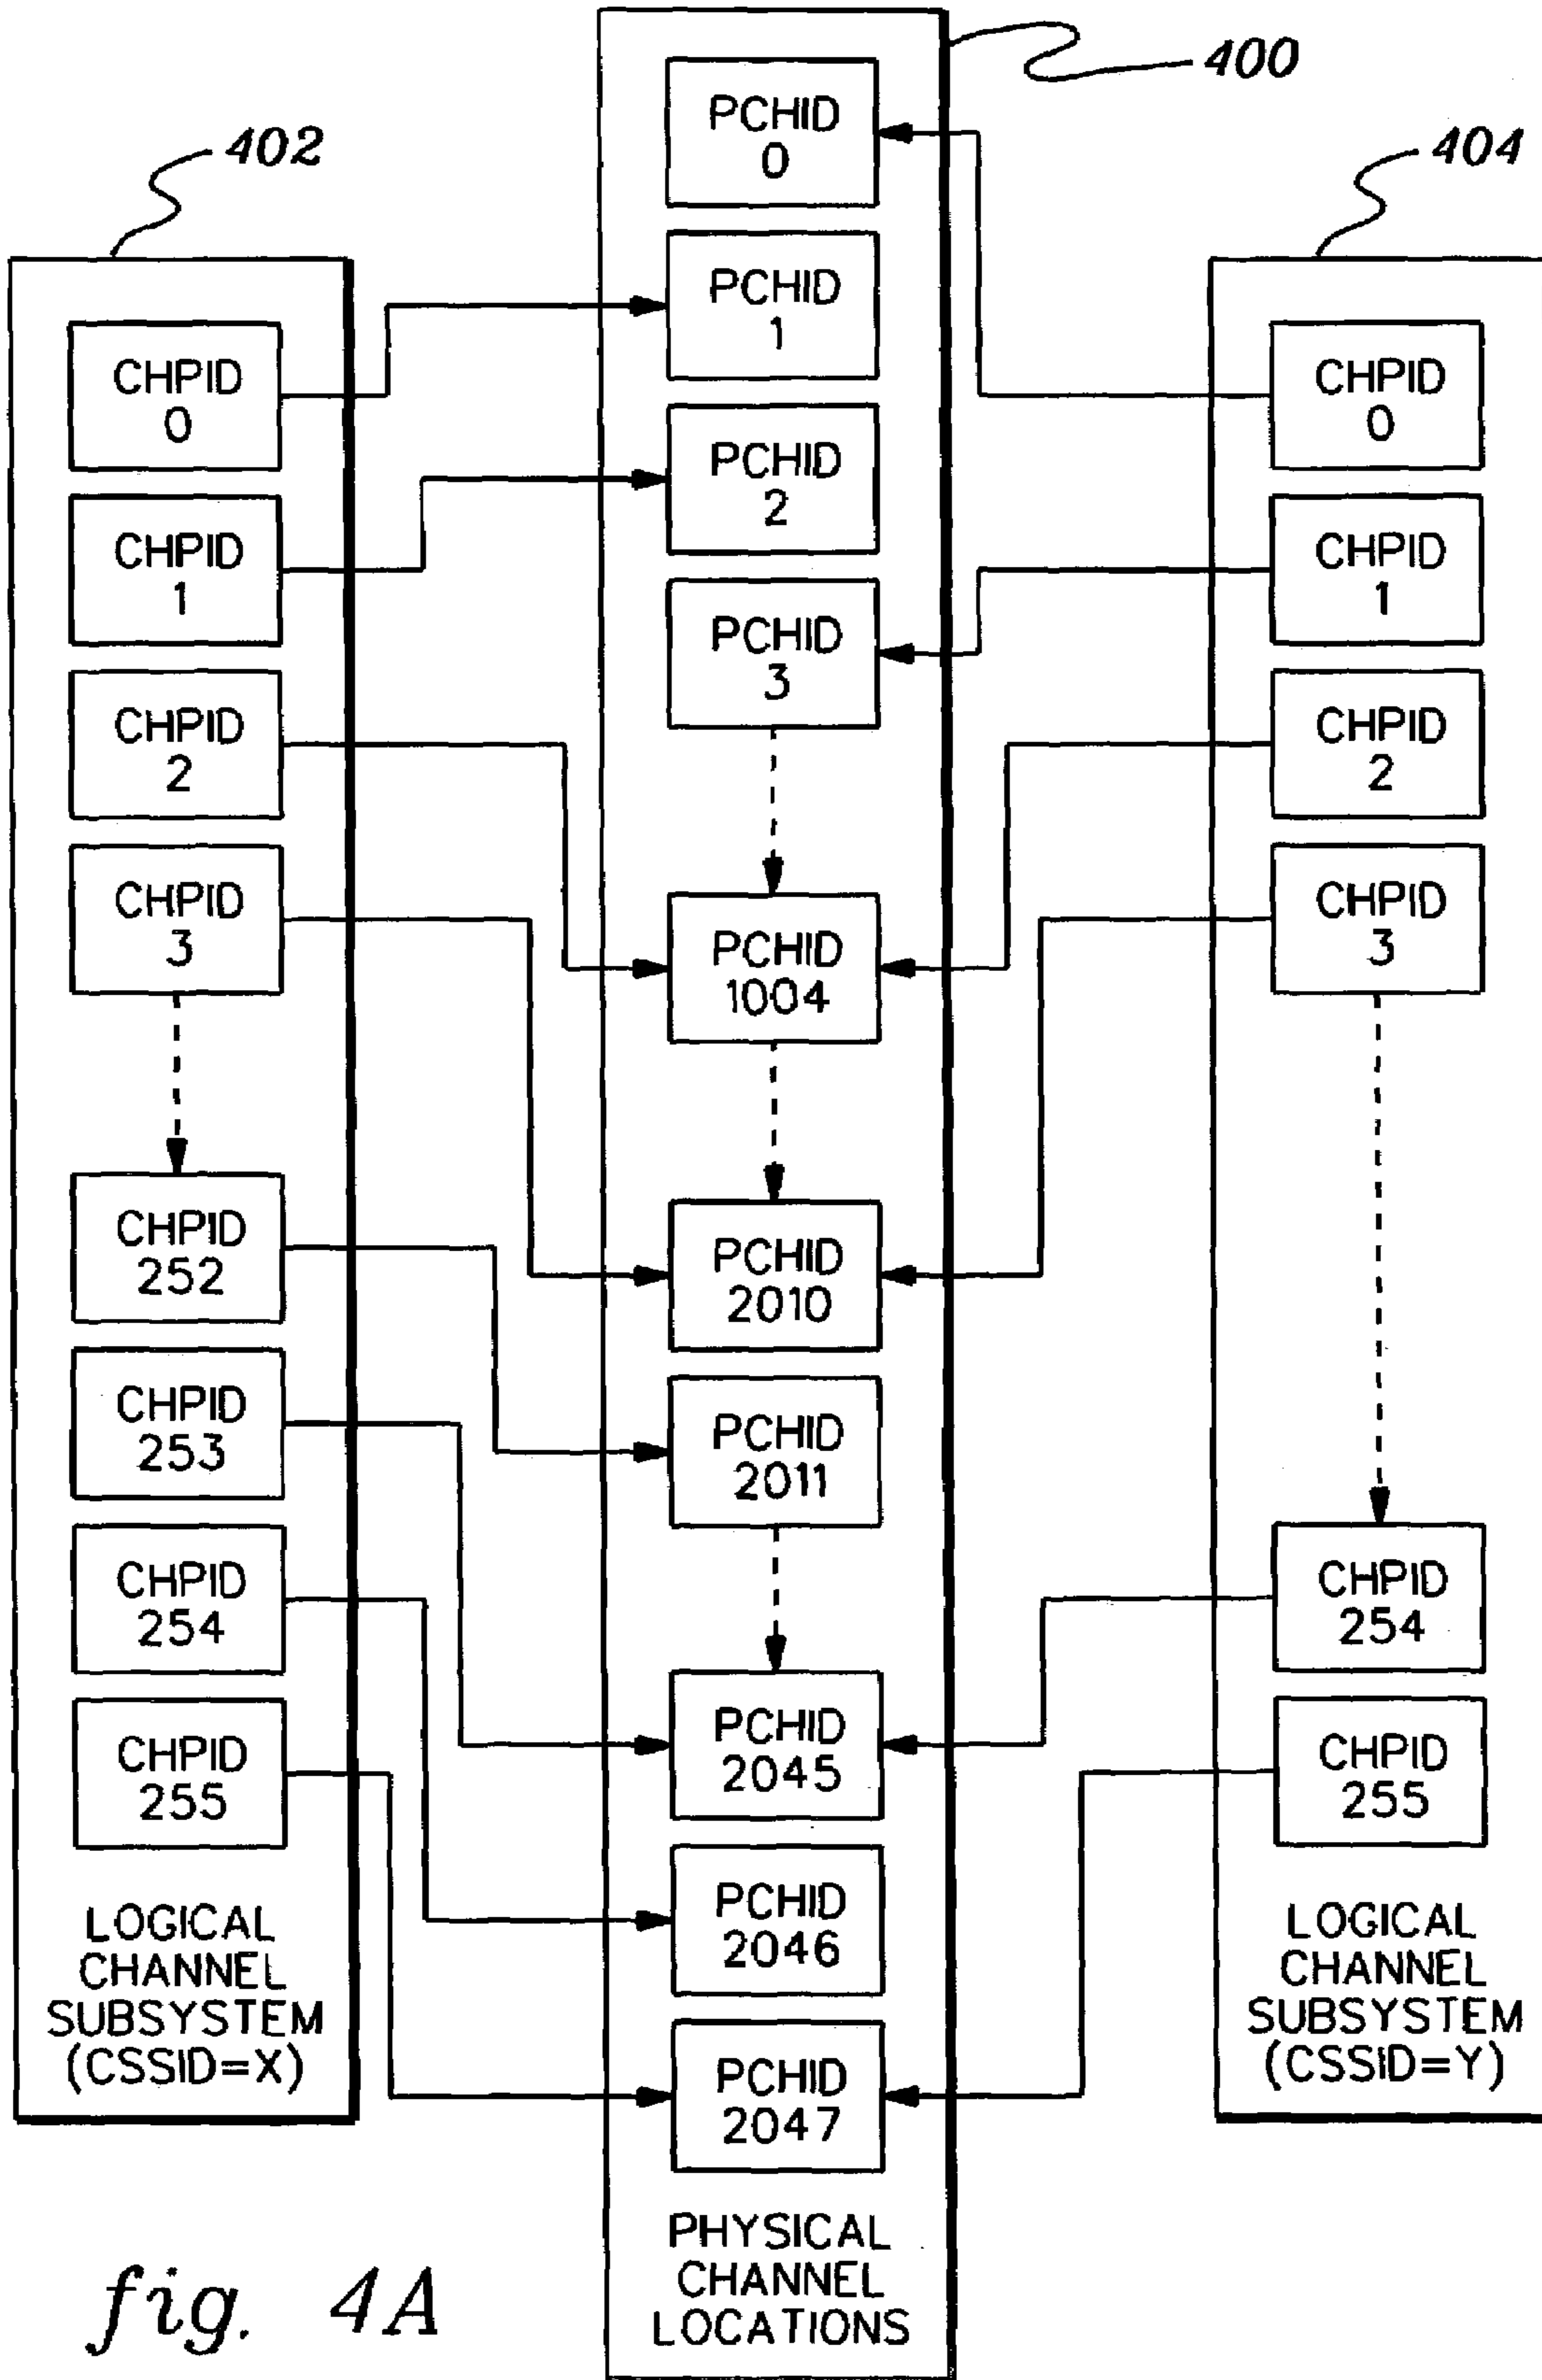 402
CHPID
0
CHPID
1
CHPID
2
CHPID
3
CHPID
252
CHPID
253
CHPID
254
CHPID
255
LOGICAL
CHANNEL
SUBSYSTEM
(CSSID=X)
400
PCHID
0
PCHID
1
PCHID
2
PCHID
3
PCHID
1004
PCHID
2010
PCHID
2011
PCHID
2045
PCHID
2046
PCHID
2047
PHYSICAL
CHANNEL
LOCATIONS
404
CHPID
0
CHPID
1
CHPID
2
CHPID
3
CHPID
254
CHPID
255
LOGICAL
CHANNEL
SUBSYSTEM
(CSSID=Y)
fig. 4A